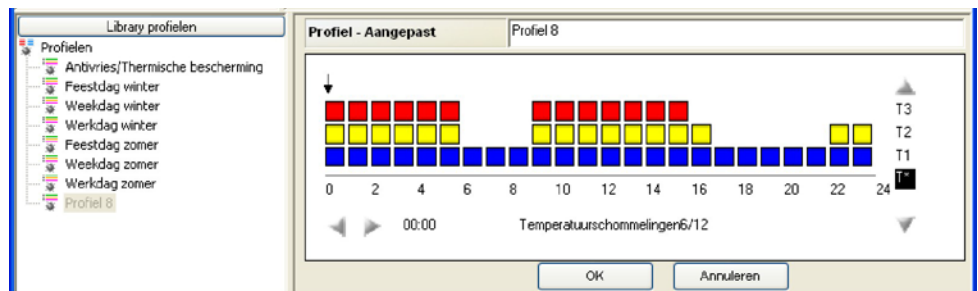 Library profielen
Profielen
Antivries/Thermische bescherming
Feestdag winter
Weekdag winter
Werkdag winter
Feestdag zomer
Weekdag zomer
Werkdag zomer
Profiel 8
Profiel - Aangepast
Profiel 8
T3
T2
T1
T*
0 2 4 6 8 10 12 14 16 18 20 22 24
00:00
Temperatuurschommelingen6/12
OK
Annuleren